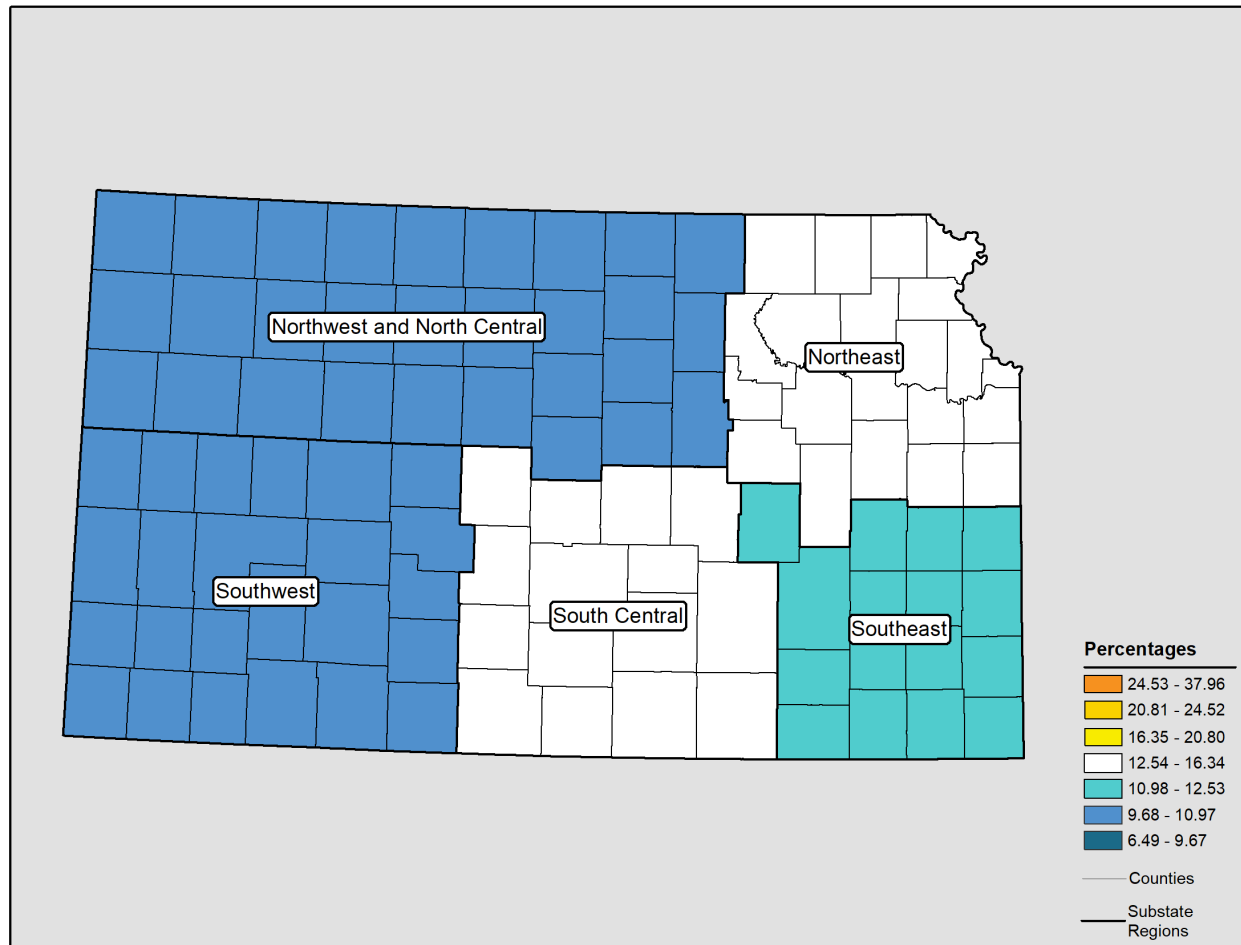 Northwest and North Central
Northeast
Southwest
South Central
Southeast
Percentages
24.53 - 37.96
20.81 - 24.52
16.35 - 20.80
12.54 - 16.34
10.98 - 12.53
9.68 - 10.97
6.49 - 9.67
Counties
Substate
Regions